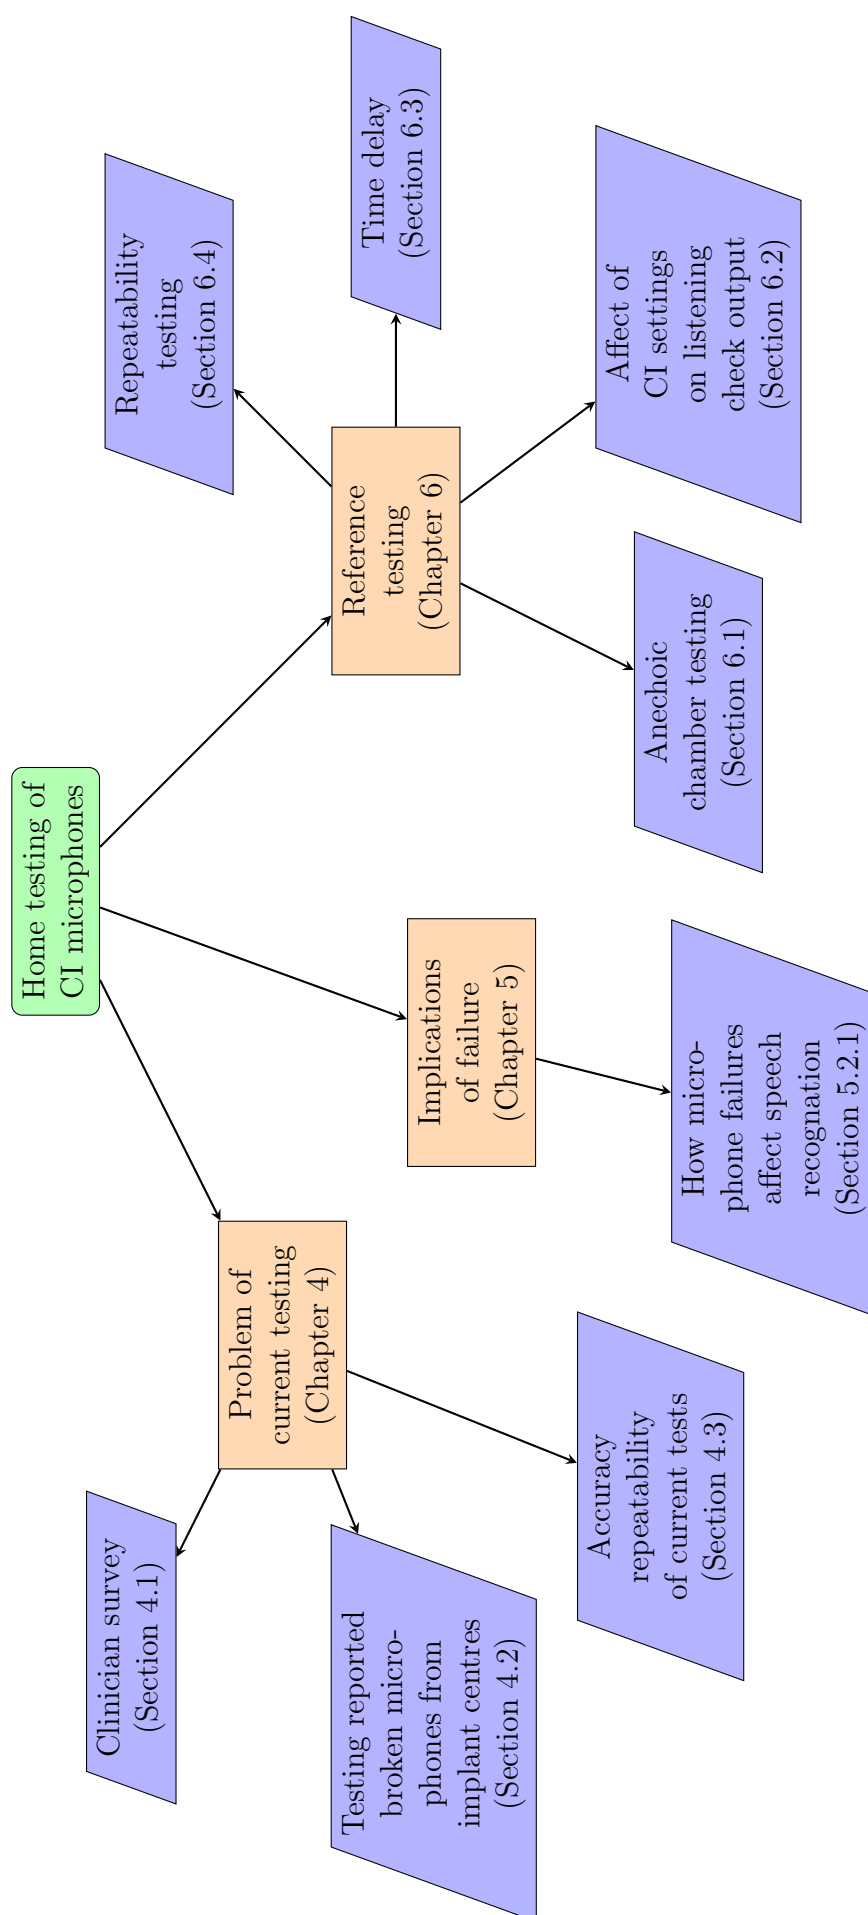 Home testing of
CI microphones
Problem of
current testing
(Chapter 4)
Implications
of failure
(Chapter 5)
Reference
testing
(Chapter 6)
Clinician survey
(Section 4.1)
Testing reported
broken micro-
phones from
implant centres
(Section 4.2)
Accuracy
repeatability
of current tests
(Section 4.3)
How micro-
phone failures
affect speech
recognation
(Section 5.2.1)
Anechoic
chamber testing
(Section 6.1)
Affect of
CI settings
on listening
check output
(Section 6.2)
Time delay
(Section 6.3)
Repeatability
testing
(Section 6.4)